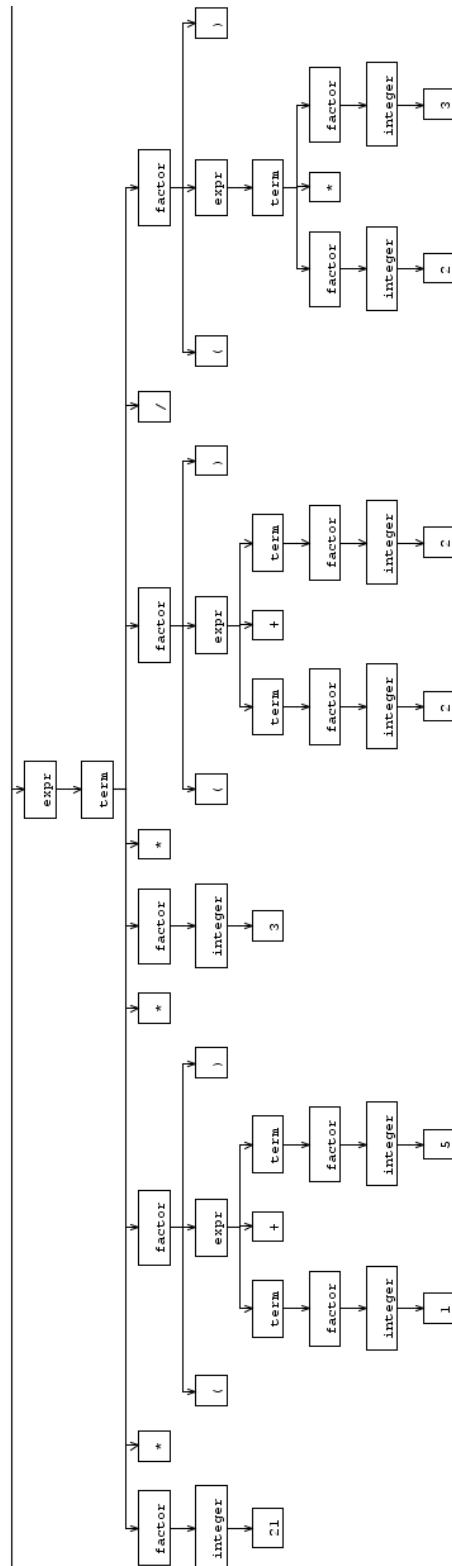 expr
term
factor * factor * factor * factor / factor
integer ( expr ) integer ( expr ) ( expr )
21 term + term 3 term + term term
factor factor factor factor factor * factor
integer integer integer integer integer integer
1 5 2 2 2 3